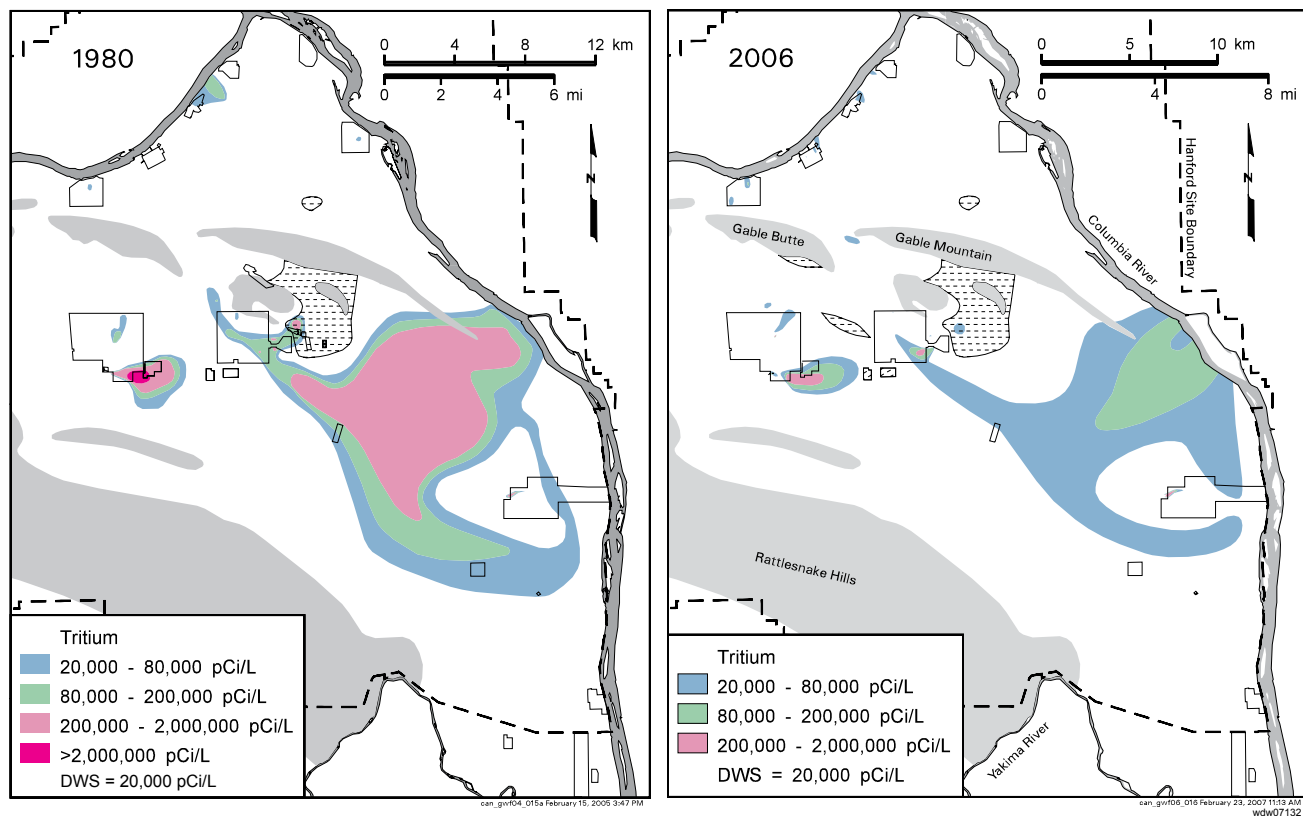 1980
0 4 8 12 km
0 2 4 6 mi
N
Tritium
20,000 - 80,000 pCi/L
80,000 - 200,000 pCi/L
200,000 - 2,000,000 pCi/L
>2,000,000 pCi/L
DWS = 20,000 pCi/L
can_gwf04_015a February 15, 2005 3:47 PM
2006
0 5 10 km
0 4 8 mi
N
Hanford Site Boundary
Columbia River
Gable Butte
Gable Mountain
Rattlesnake Hills
Yakima River
Tritium
20,000 - 80,000 pCi/L
80,000 - 200,000 pCi/L
200,000 - 2,000,000 pCi/L
DWS = 20,000 pCi/L
can_gwf06_016 February 23, 2007 11:13 AM
wdw07132